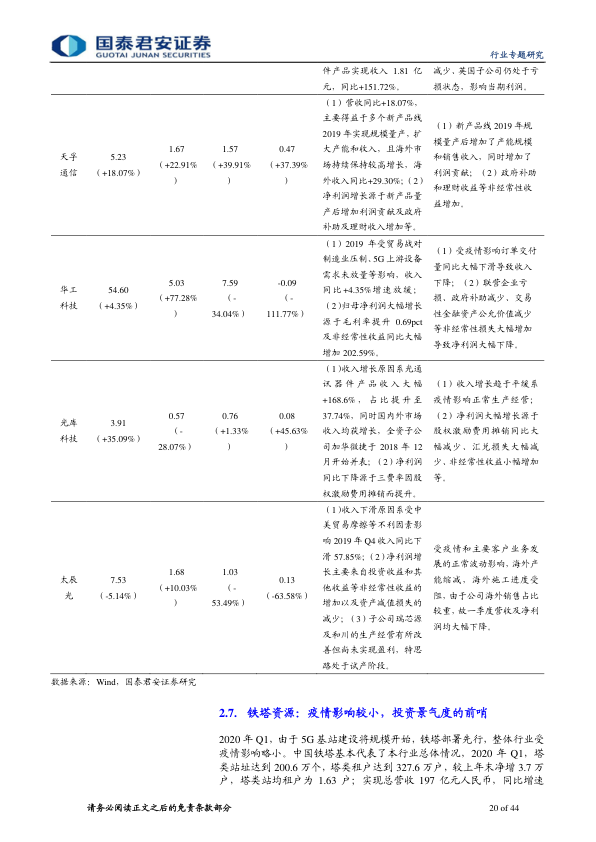 国泰君安证券
GUOTAI JUNAN SECURITIES
行业专题研究
件产品实现收入 1.81 亿
元，同比+151.72%。
减少，英国子公司仍处于亏
损状态，影响当期利润。
天孚
通信
5.23
（+18.07%）
1.67
（+22.91%
）
1.57
（+39.91%
）
0.47
（+37.39%
）
（1）营收同比+18.07%，
主要得益于多个新产品线
2019 年实现规模量产，扩
大产能和收入，且海外市
场持续保持较高增长，海
外收入同比+29.30%；（2）
净利润增长源于新产品量
产后增加利润贡献及政府
补助及理财收入增加等。
（1）新产品线 2019 年规
模量产后增加了产能规模
和销售收入，同时增加了
利润贡献；（2）政府补助
和理财收益等非经常性收
益增加。
华工
科技
54.60
（+4.35%）
5.03
（+77.28%
）
7.59
（-
34.04%）
-0.09
（-
111.77%）
（1）2019 年受贸易战对
制造业压制、5G 上游设备
需求未放量等影响，收入
同比+4.35%增速放缓；
（2）归母净利润大幅增长
源于毛利率提升 0.69pct
及非经常性收益同比大幅
增加 202.59%。
（1）受疫情影响订单交付
量同比大幅下滑导致收入
下降；（2）联营企业亏
损、政府补助减少、交易
性金融资产公允价值减少
等非经常性损失大幅增加
导致净利润大幅下降。
光库
科技
3.91
（+35.09%）
0.57
（-
28.07%）
0.76
（+1.33%
）
0.08
（+45.63%
）
（1）收入增长原因系光通
讯器件产品收入大幅
+168.6%，占比提升至
37.74%，同时国内外市场
收入均获增长，全资子公
司加华微捷于 2018 年 12
月开始并表；（2）净利润
同比下降源于三费率因股
权激励费用摊销而提升。
（1）收入增长趋于平缓系
疫情影响正常生产经营；
（2）净利润大幅增长源于
股权激励费用摊销同比大
幅减少、汇兑损失大幅减
少、非经常性收益小幅增加
等。
太辰
光
7.53
（-5.14%）
1.68
（+10.03%
）
1.03
（-
53.49%）
0.13
（-63.58%）
（1）收入下滑原因系受中
美贸易摩擦等不利因素影
响 2019 年 Q4 收入同比下
滑 57.85%；（2）净利润增
长主要来自投资收益和其
他收益等非经常性收益的
增加以及资产减值损失的
减少；（3）子公司瑞芯源
及和川的生产经营有所改
善但尚未实现盈利，特思
路处于试产阶段。
受疫情和主要客户业务发
展的正常波动影响，海外产
能缩减、海外施工进度受
阻，由于公司海外销售占比
较重，故一季度营收及净利
润均大幅下降。
数据来源：Wind，国泰君安证券研究
2.7. 铁塔资源：疫情影响较小，投资景气度的前哨
2020 年 Q1，由于 5G 基站建设将规模开始，铁塔部署先行，整体行业受
疫情影响略小。中国铁塔基本代表了本行业总体情况，2020 年 Q1，塔
类站址达到 200.6 万个，塔类租户达到 327.6 万户，较上年末净增 3.7 万
户，塔类站均租户为 1.63 户；实现总营收 197 亿元人民币，同比增速
请务必阅读正文之后的免责条款部分
20 of 44